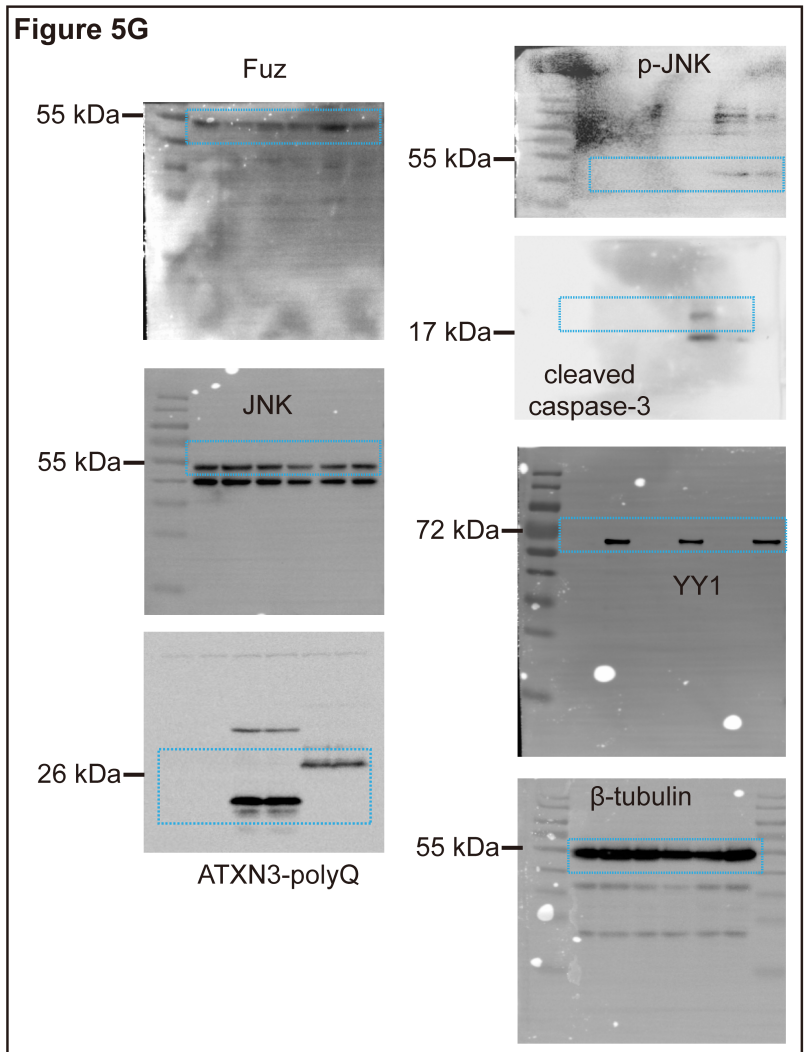 Figure 5G
Fuz
55 kDa
JNK
55 kDa
26 kDa
ATXN3-polyQ
p-JNK
55 kDa
17 kDa
cleaved
caspase-3
72 kDa
YY1
β-tubulin
55 kDa